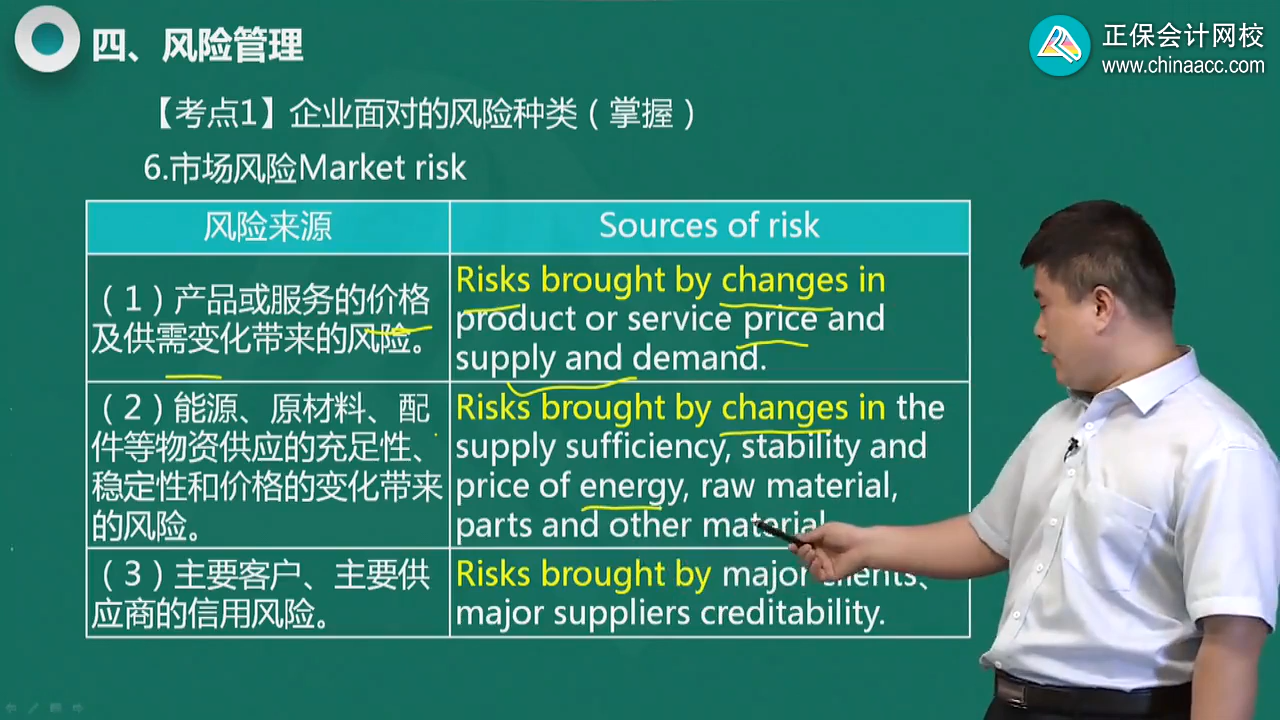 四、风险管理
正保会计网校
www.chinaacc.com
【考点1】企业面对的风险种类(掌握)
6.市场风险Market risk
风险来源
Sources of risk
(1)产品或服务的价格
及供需变化带来的风险。
Risks brought by changes in
product or service price and
supply and demand.
(2)能源、原材料、配
件等物资供应的充足性、
稳定性和价格的变化带来
的风险。
Risks brought by changes in the
supply sufficiency, stability and
price of energy, raw material,
parts and other material
(3)主要客户、主要供
应商的信用风险。
Risks brought by major clients、
major suppliers creditability.